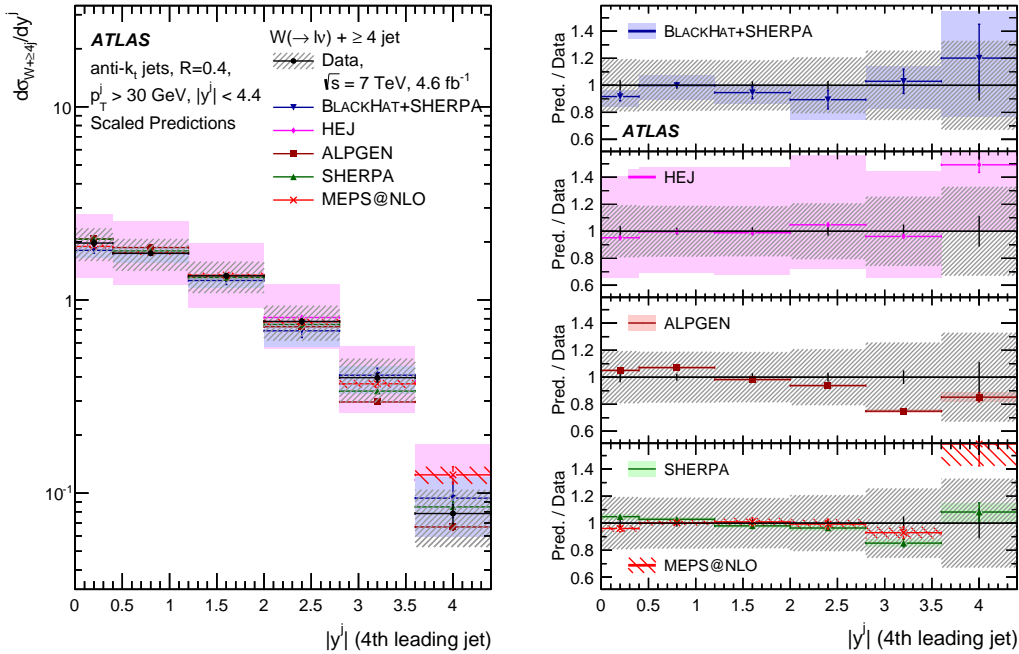 dσ_{W+≥4j}/dy^j
ATLAS
anti-k_t jets, R=0.4,
p_T^j > 30 GeV, |y^j| < 4.4
Scaled Predictions
W(→ lν) + ≥ 4 jet
Data,
√s = 7 TeV, 4.6 fb⁻¹
BLACKHAT+SHERPA
HEJ
ALPGEN
SHERPA
MEPS@NLO
10
1
10⁻¹
0 0.5 1 1.5 2 2.5 3 3.5 4
|y^j| (4th leading jet)
Pred. / Data
1.4
1.2
1
0.8
0.6
BLACKHAT+SHERPA
ATLAS
Pred. / Data
1.4
1.2
1
0.8
0.6
HEJ
Pred. / Data
1.4
1.2
1
0.8
0.6
ALPGEN
Pred. / Data
1.4
1.2
1
0.8
0.6
SHERPA
MEPS@NLO
0 0.5 1 1.5 2 2.5 3 3.5 4
|y^j| (4th leading jet)